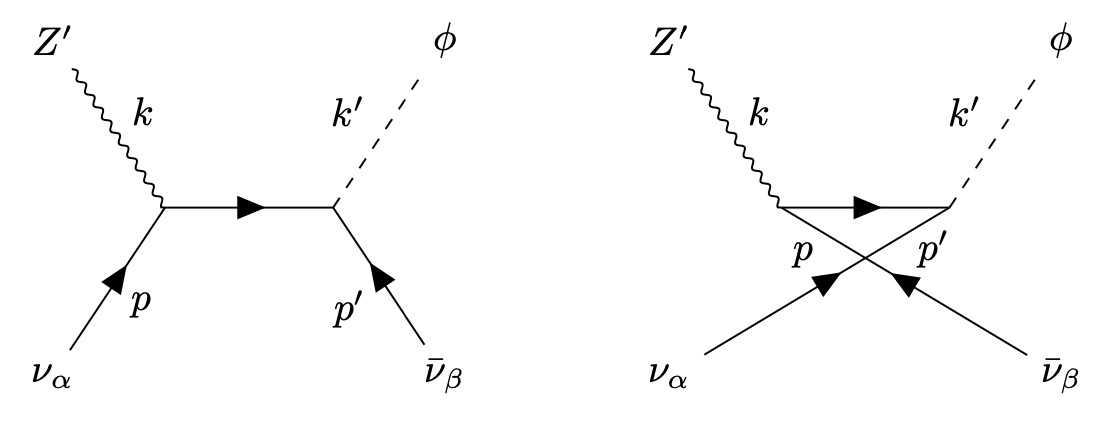 Z′ ϕ Z′ ϕ
k k′ k k′
p p′ p p′
ν_α ν̄_β ν_α ν̄_β